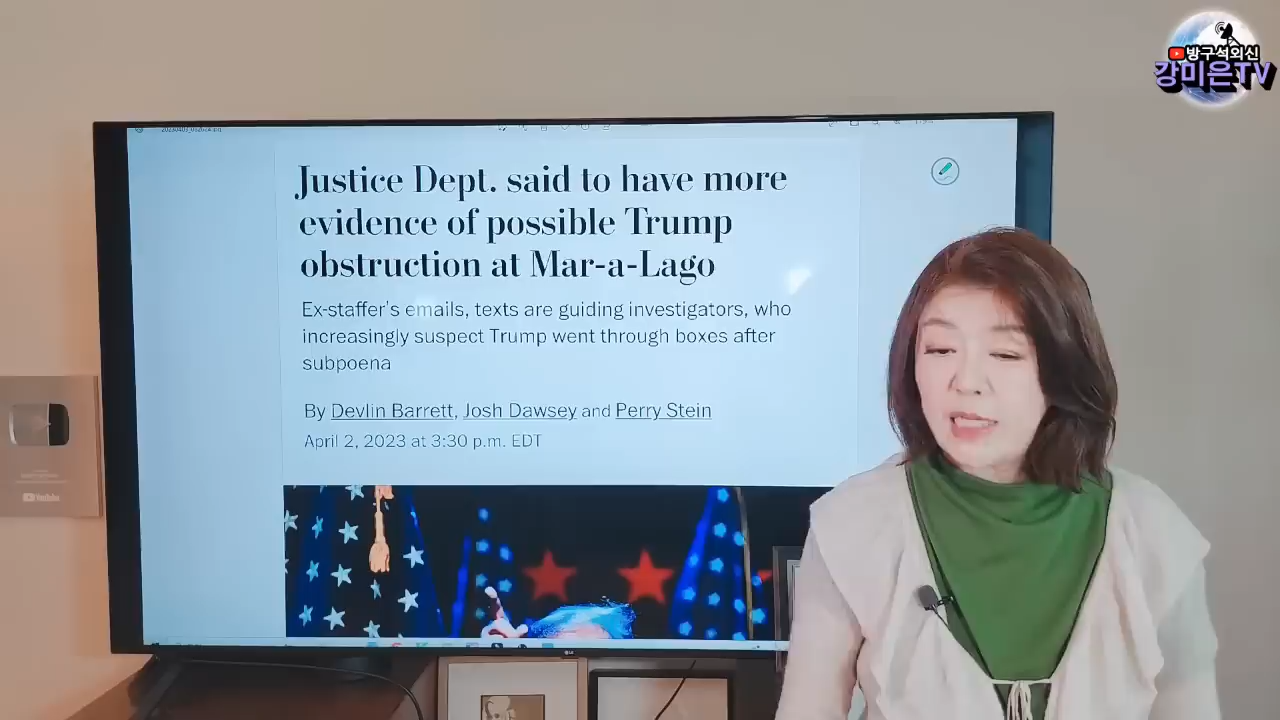 방구석외신
강미은TV
Justice Dept. said to have more
evidence of possible Trump
obstruction at Mar-a-Lago
Ex-staffer's emails, texts are guiding investigators, who
increasingly suspect Trump went through boxes after
subpoena
By Devlin Barrett, Josh Dawsey and Perry Stein
April 2, 2023 at 3:30 p.m. EDT
YouTube
LG